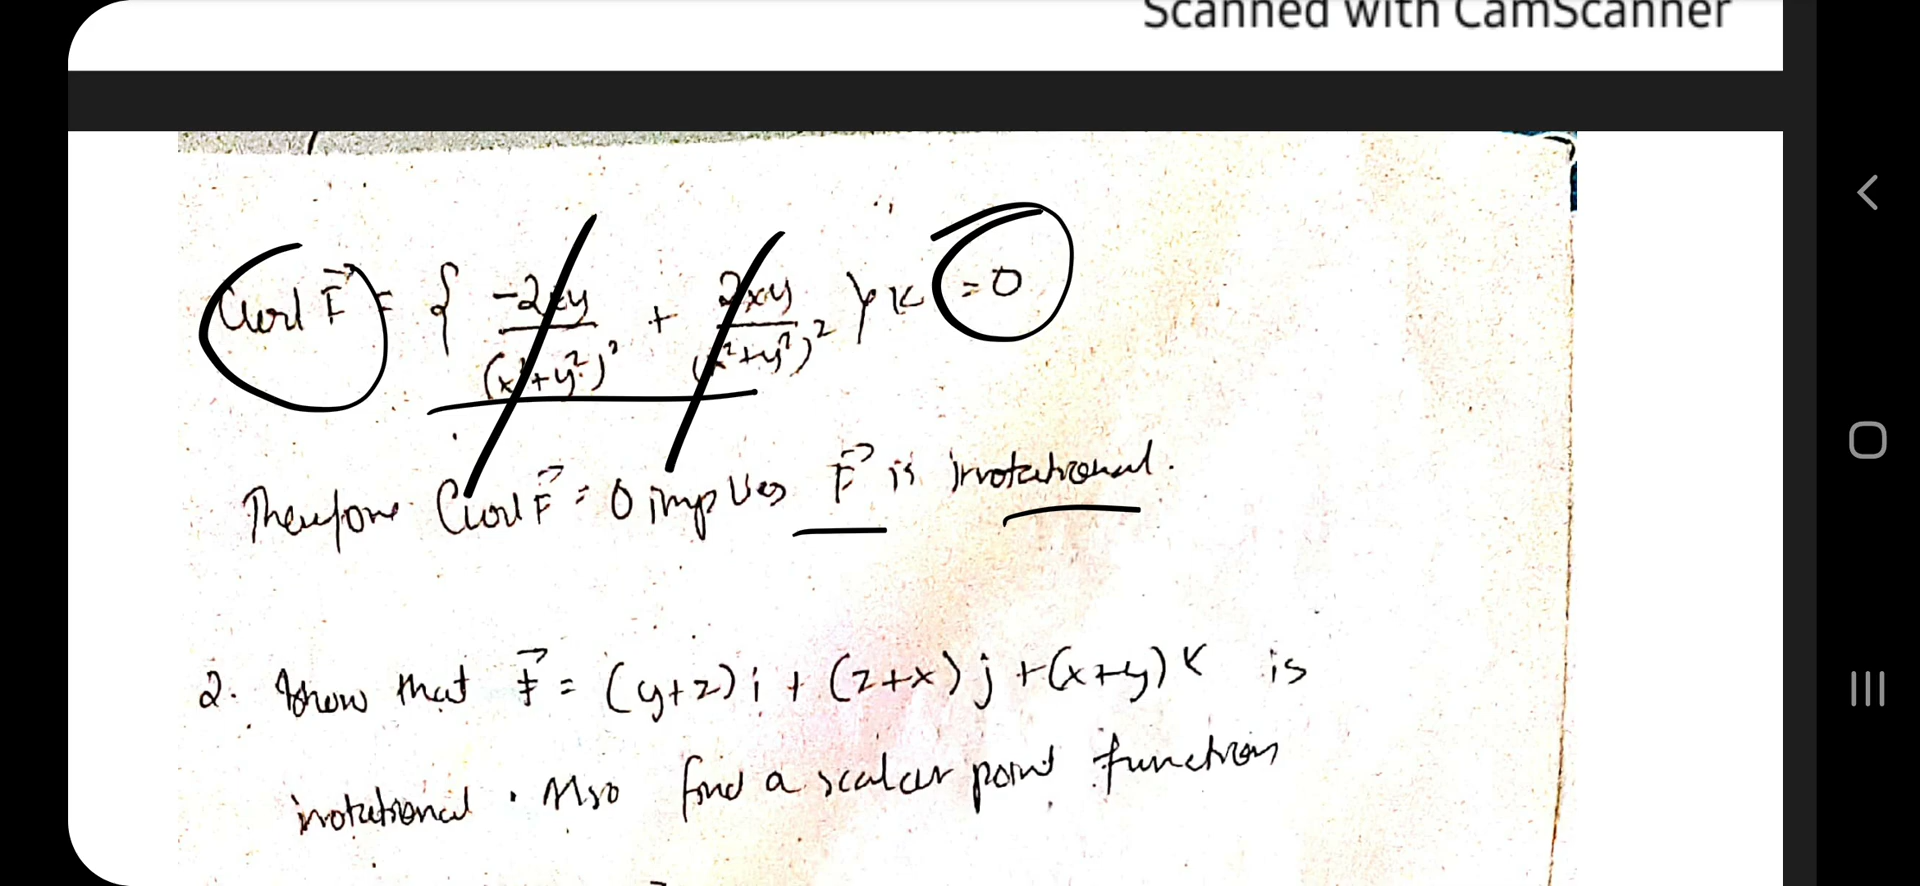 Scanned with CamScanner
Curl F⃗ = { -2xy/(x²+y²)² + 2xy/(x²+y²)² } K = 0
Therefore Curl F⃗ = 0 implies F⃗ is irrotational.
2. Show that F⃗ = (y+z) i + (z+x) j + (x+y) K is
irrotational. Also find a scalar point function